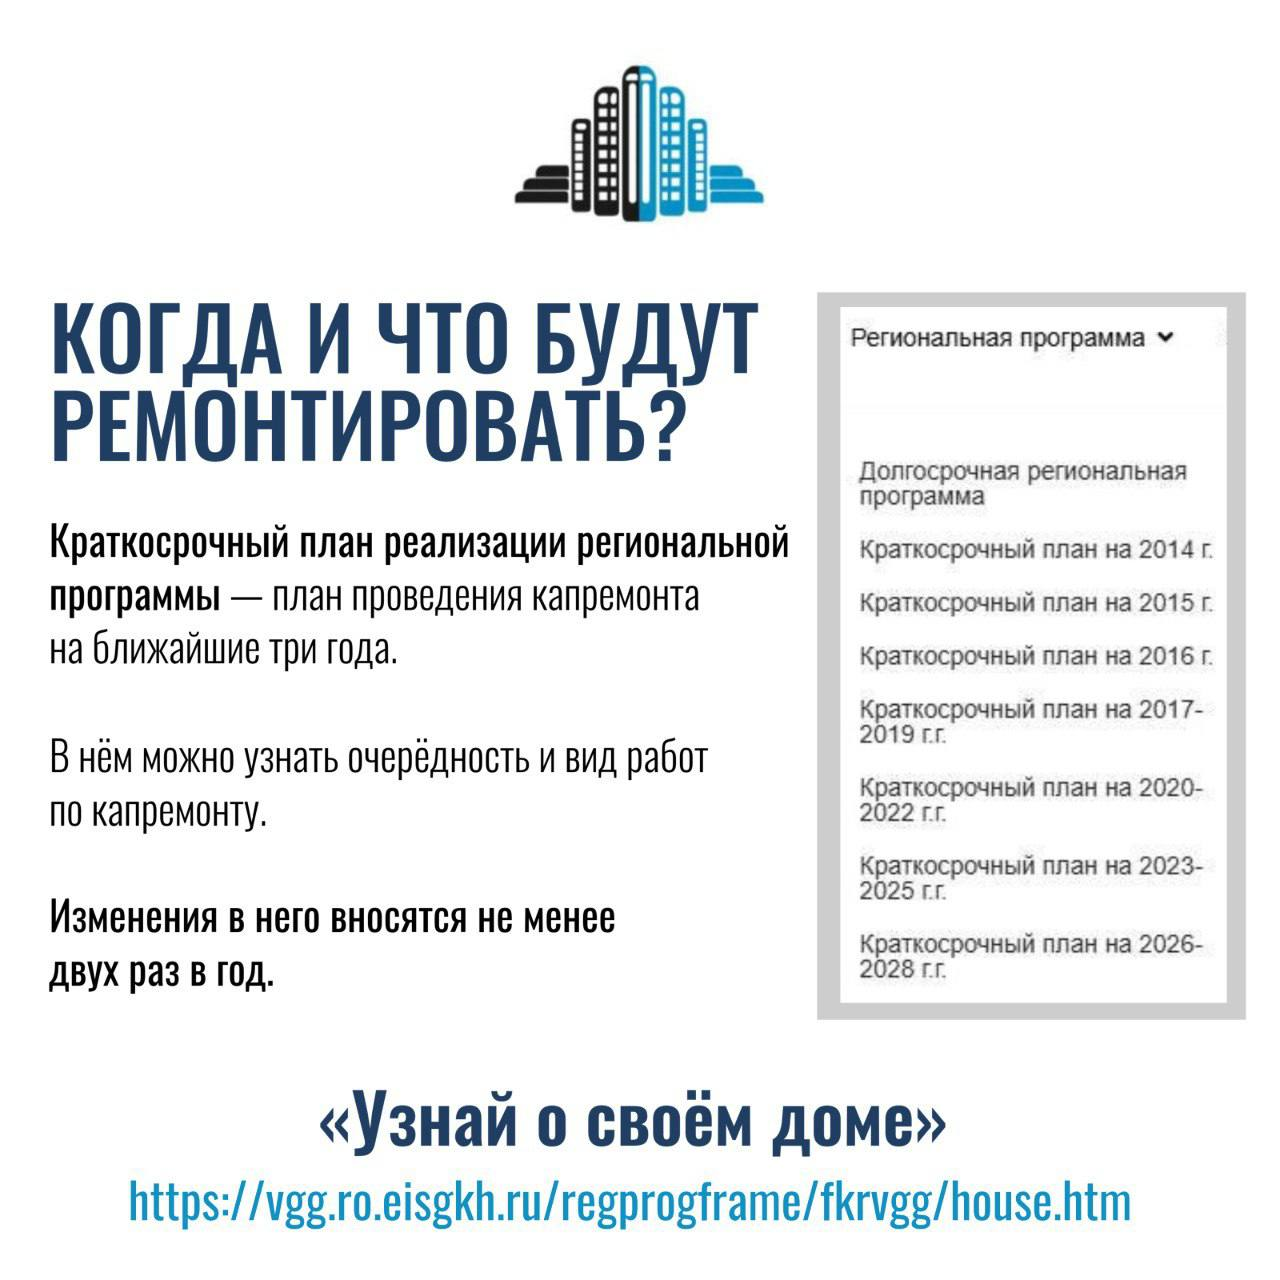 КОГДА И ЧТО БУДУТ
РЕМОНТИРОВАТЬ?
Краткосрочный план реализации региональной
программы — план проведения капремонта
на ближайшие три года.
В нём можно узнать очерёдность и вид работ
по капремонту.
Изменения в него вносятся не менее
двух раз в год.
Региональная программа
Долгосрочная региональная
программа
Краткосрочный план на 2014 г.
Краткосрочный план на 2015 г.
Краткосрочный план на 2016 г.
Краткосрочный план на 2017-
2019 г.г.
Краткосрочный план на 2020-
2022 г.г.
Краткосрочный план на 2023-
2025 г.г.
Краткосрочный план на 2026-
2028 г.г.
«Узнай о своём доме»
https://vgg.ro.eisgkh.ru/regprogframe/fkrvgg/house.htm